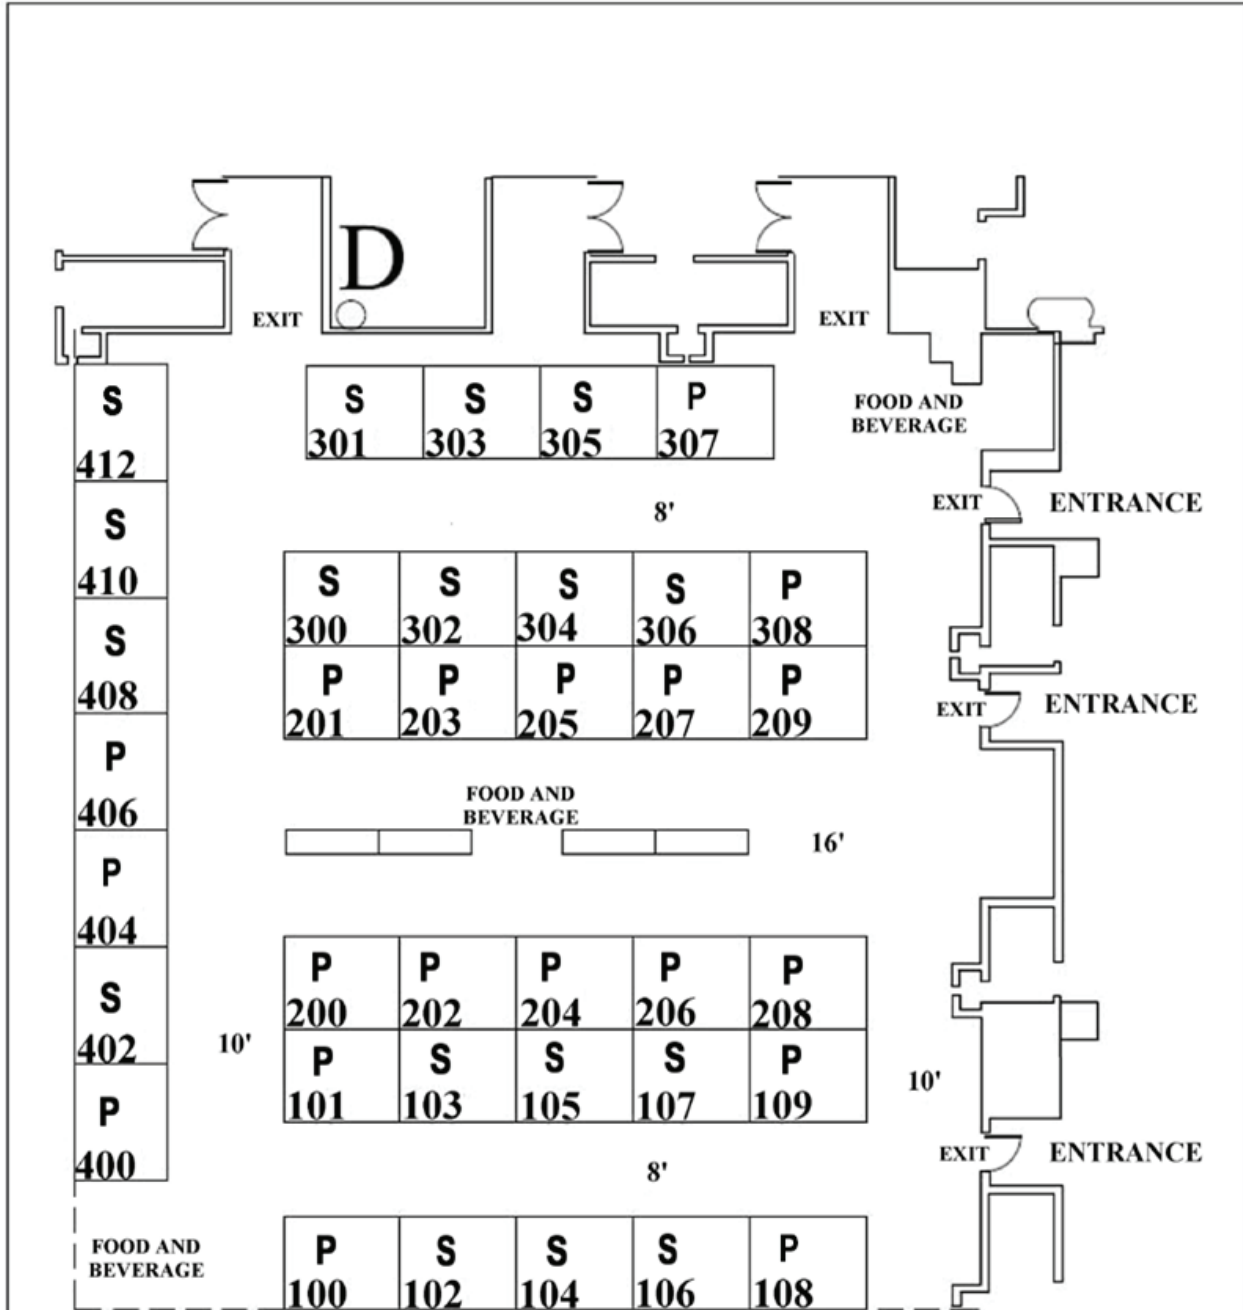 D
EXIT
EXIT
S
412
S
301
S
303
S
305
P
307
FOOD AND
BEVERAGE
EXIT
ENTRANCE
8'
S
410
S
300
S
302
S
304
S
306
P
308
S
408
P
201
P
203
P
205
P
207
P
209
EXIT
ENTRANCE
P
406
FOOD AND
BEVERAGE
16'
P
404
P
200
P
202
P
204
P
206
P
208
S
402
10'
P
101
S
103
S
105
S
107
P
109
10'
P
400
8'
EXIT
ENTRANCE
FOOD AND
BEVERAGE
P
100
S
102
S
104
S
106
P
108